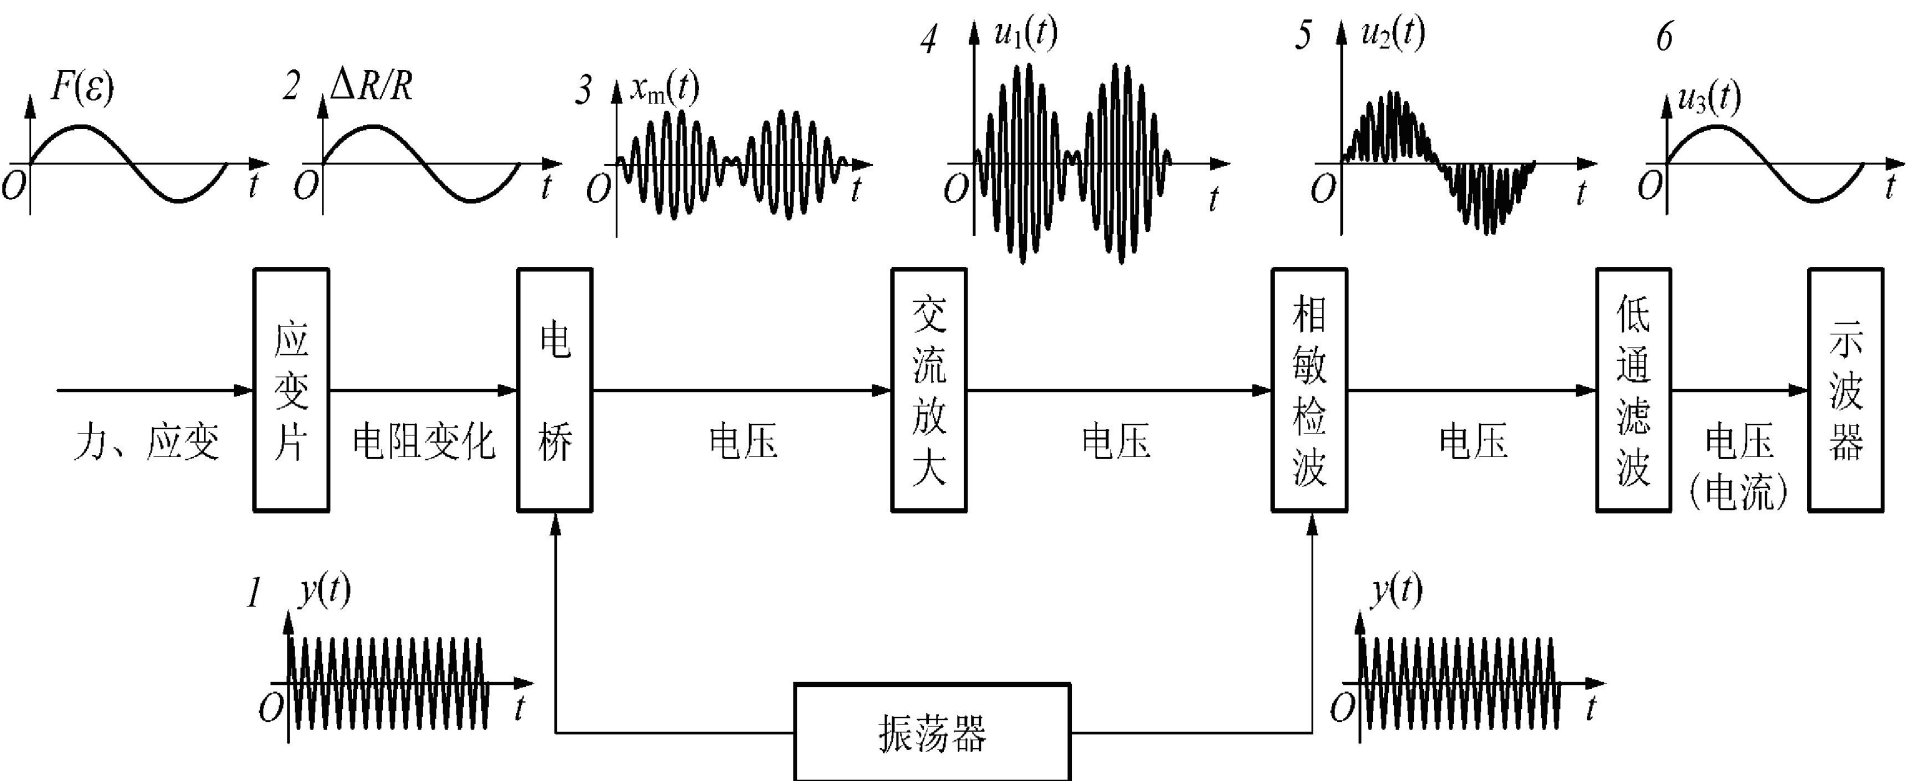 F(ε)
O
t
2
ΔR/R
O
t
3
xm(t)
O
t
4
u1(t)
O
t
5
u2(t)
O
t
6
u3(t)
O
t
应变片
电桥
交流放大
相敏检波
低通滤波
示波器
力、应变
电阻变化
电压
电压
电压
电压
(电流)
1
y(t)
O
t
振荡器
y(t)
O
t